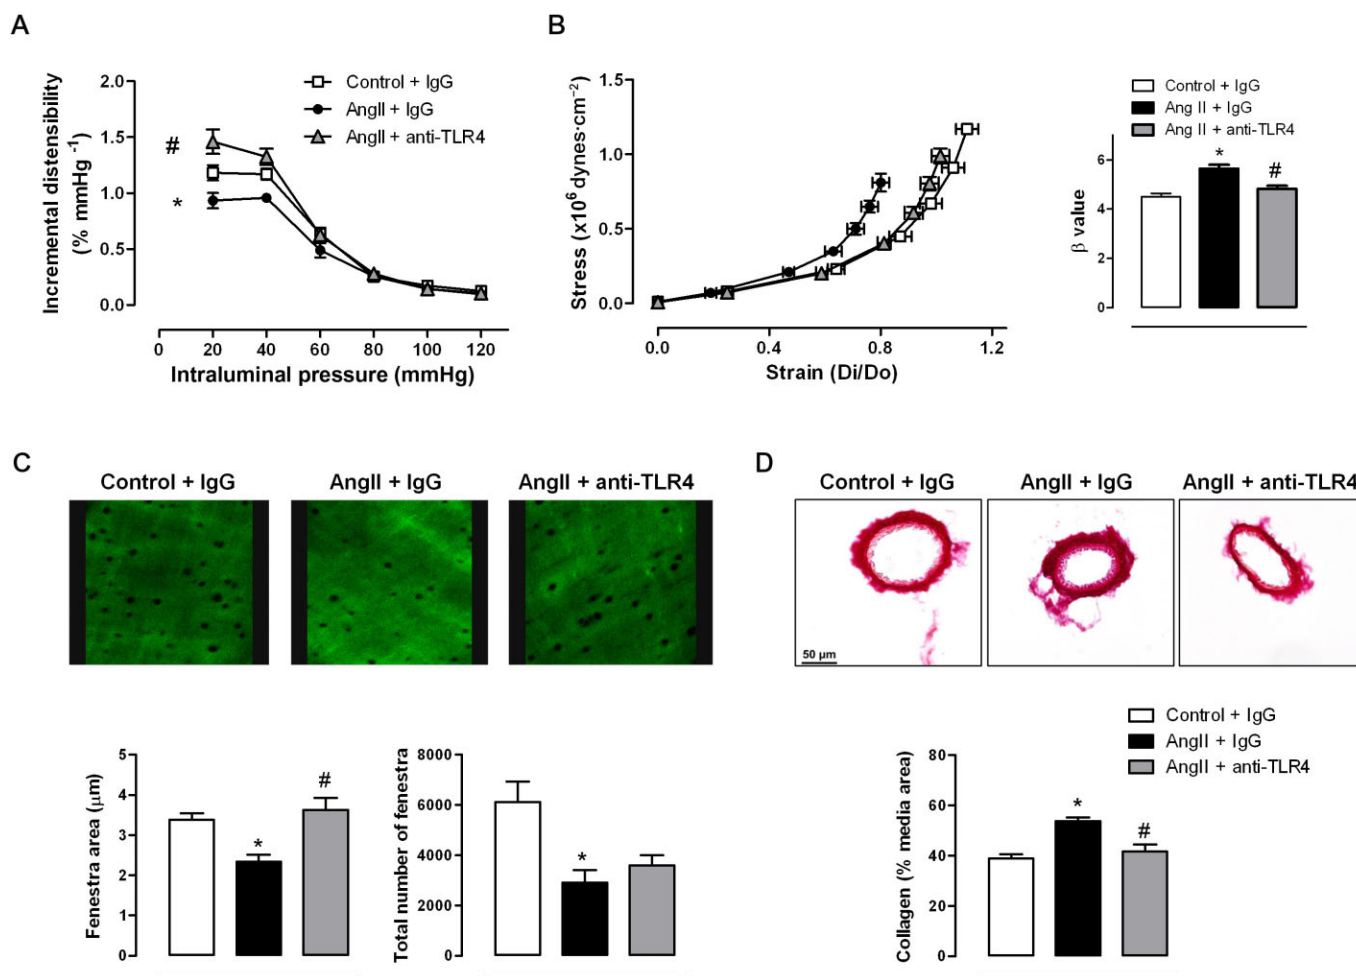 A
Incremental distensibility
(% mmHg -1)
2.0
1.5
1.0
0.5
0.0
#
*
Control + IgG
AngII + IgG
AngII + anti-TLR4
0 20 40 60 80 100 120
Intraluminal pressure (mmHg)
B
Stress (x10⁶ dynes·cm⁻²)
1.5
1.0
0.5
0.0
0.0 0.4 0.8 1.2
Strain (Di/Do)
Control + IgG
Ang II + IgG
Ang II + anti-TLR4
β value
6
4
2
0
*
#
C
Control + IgG AngII + IgG AngII + anti-TLR4
Fenestra area (μm)
5
4
3
2
1
0
*
#
Total number of fenestra
8000
6000
4000
2000
0
*
D
Control + IgG AngII + IgG AngII + anti-TLR4
50 μm
Control + IgG
AngII + IgG
AngII + anti-TLR4
Collagen (% media area)
80
60
40
20
0
*
#